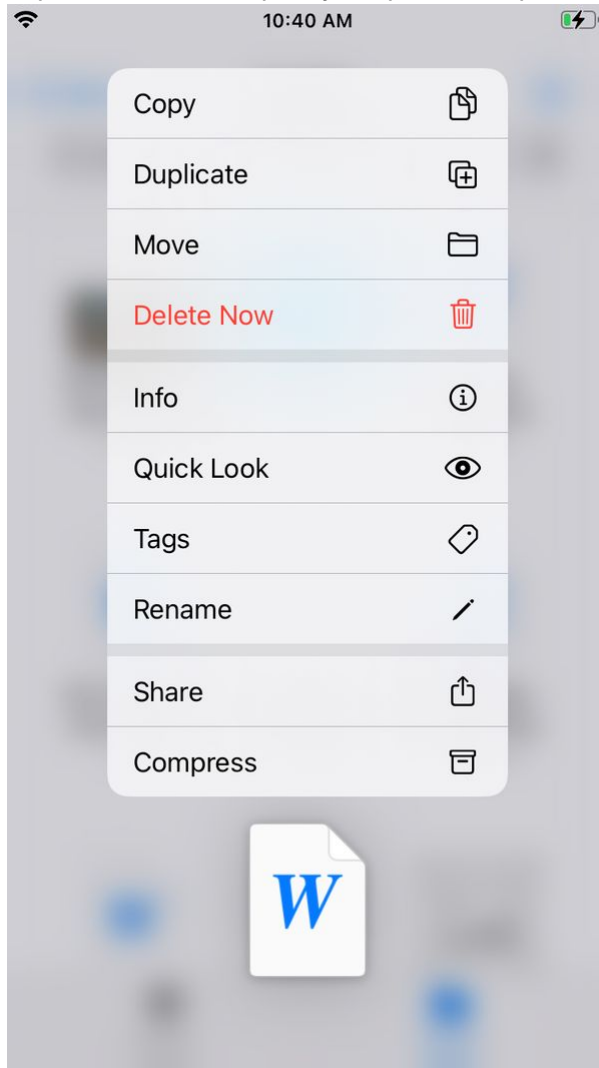 10:40 AM
Copy
Duplicate
Move
Delete Now
Info
Quick Look
Tags
Rename
Share
Compress
W